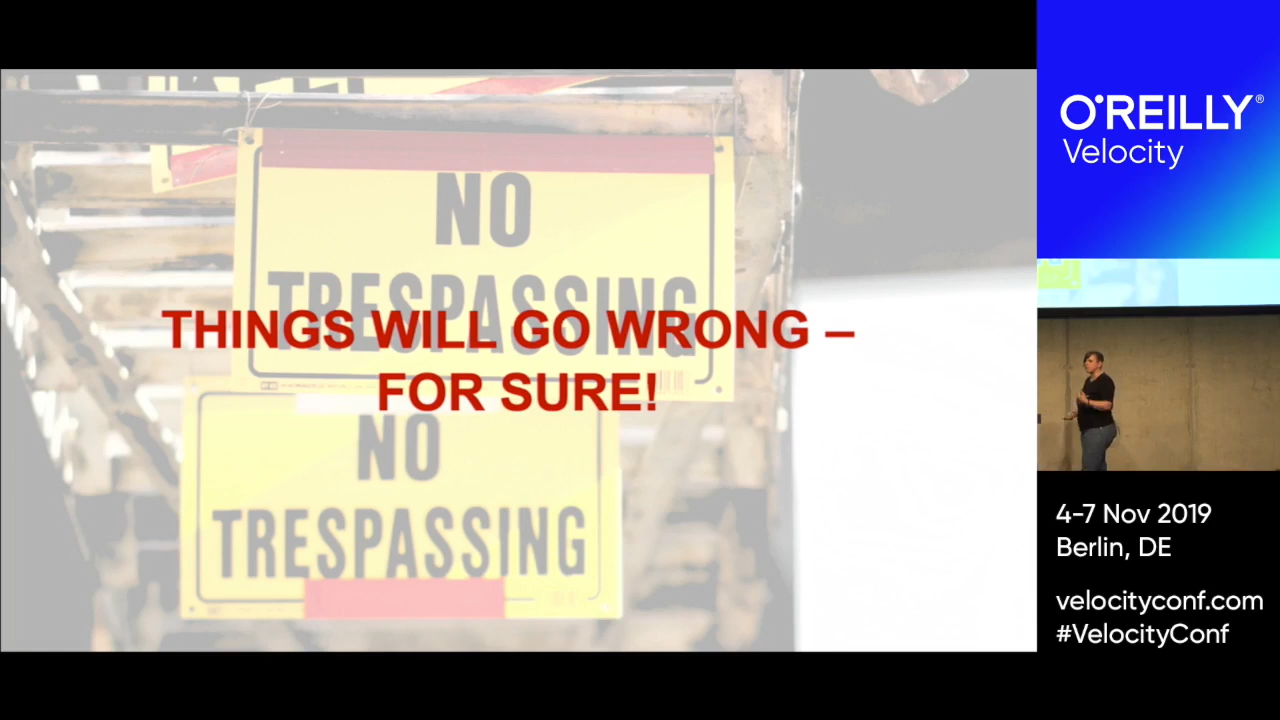 NO
TRESPASSING
THINGS WILL GO WRONG –
FOR SURE!
NO
TRESPASSING
O'REILLY®
Velocity
4-7 Nov 2019
Berlin, DE
velocityconf.com
#VelocityConf